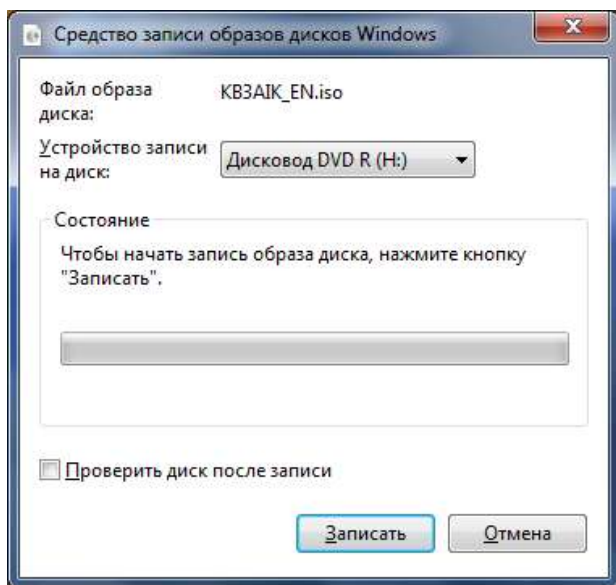 Средство записи образов дисков Windows
Файл образа
диска:
KB3AIK_EN.iso
Устройство записи
на диск:
Дисковод DVD R (H:)
Состояние
Чтобы начать запись образа диска, нажмите кнопку
"Записать".
Проверить диск после записи
Записать
Отмена